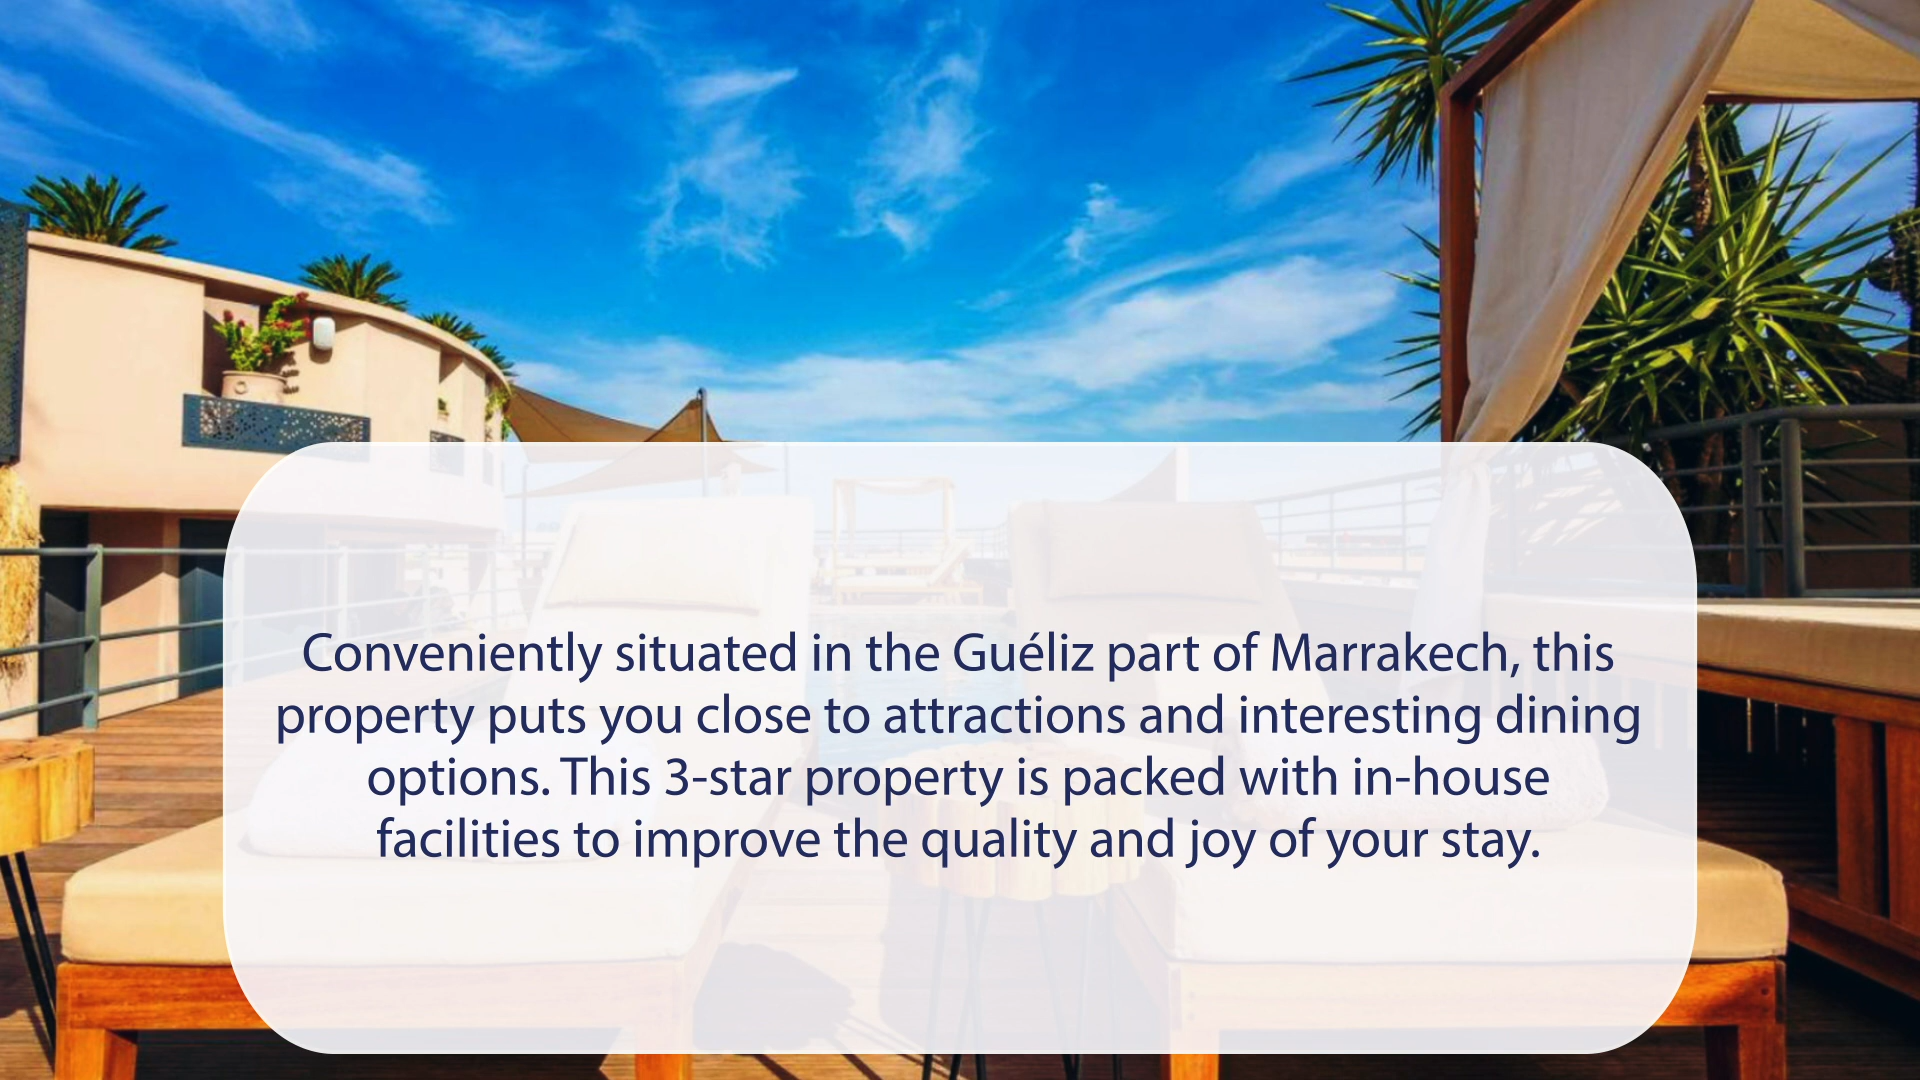 Conveniently situated in the Guéliz part of Marrakech, this
property puts you close to attractions and interesting dining
options. This 3-star property is packed with in-house
facilities to improve the quality and joy of your stay.